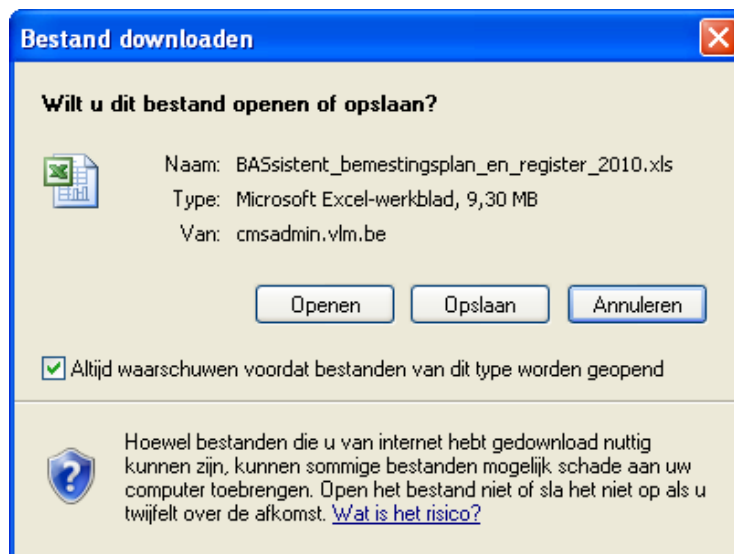 Bestand downloaden
Wilt u dit bestand openen of opslaan?
Naam: BASsistent_bemestingsplan_en_register_2010.xls
Type: Microsoft Excel-werkblad, 9,30 MB
Van: cmsadmin.vlm.be
Openen Opslaan Annuleren
Altijd waarschuwen voordat bestanden van dit type worden geopend
Hoewel bestanden die u van internet hebt gedownload nuttig
kunnen zijn, kunnen sommige bestanden mogelijk schade aan uw
computer toebrengen. Open het bestand niet of sla het niet op als u
twijfelt over de afkomst. Wat is het risico?